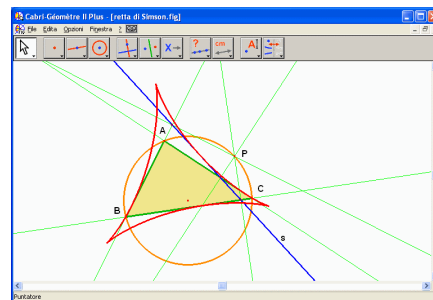 Cabri-Géomètre II Plus - [retta di Simson.fig]
File Edita Opzioni Finestra ?
A
P
C
B
s
Puntatore